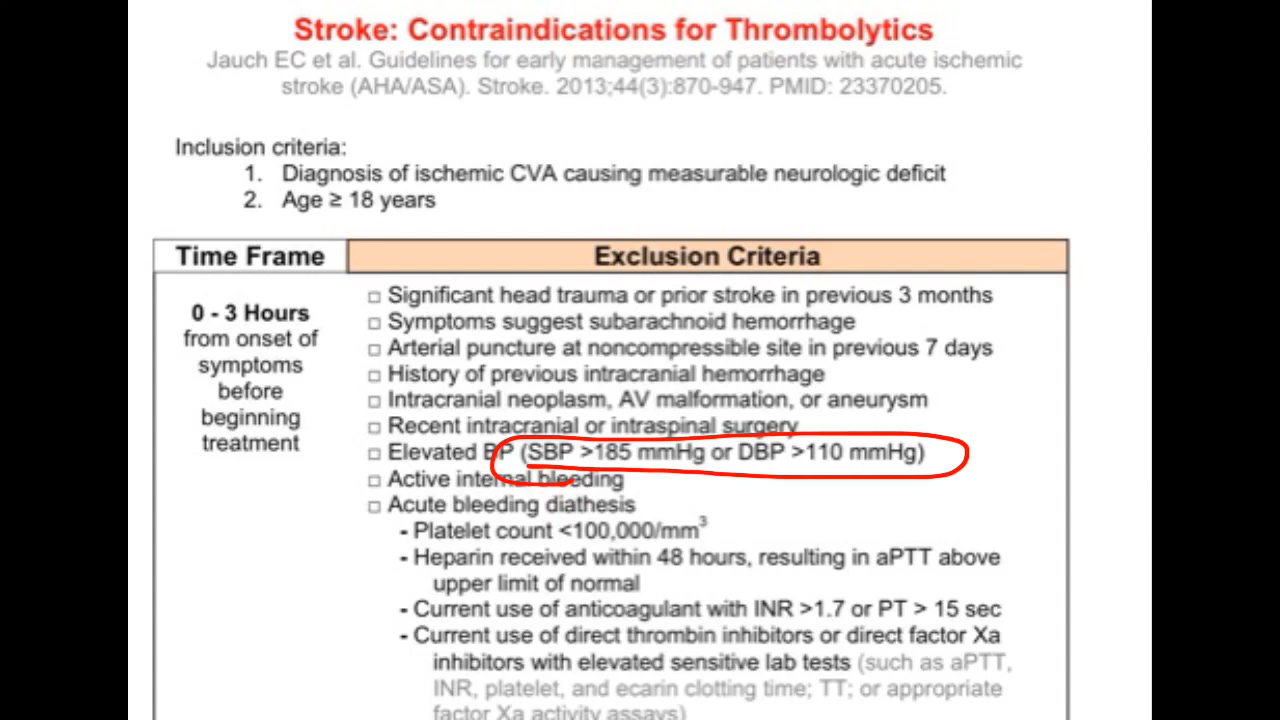 Stroke: Contraindications for Thrombolytics
Jauch EC et al. Guidelines for early management of patients with acute ischemic
stroke (AHA/ASA). Stroke. 2013;44(3):870-947. PMID: 23370205.
Inclusion criteria:
1. Diagnosis of ischemic CVA causing measurable neurologic deficit
2. Age ≥ 18 years
Time Frame
Exclusion Criteria
0 - 3 Hours
from onset of
symptoms
before
beginning
treatment
□ Significant head trauma or prior stroke in previous 3 months
□ Symptoms suggest subarachnoid hemorrhage
□ Arterial puncture at noncompressible site in previous 7 days
□ History of previous intracranial hemorrhage
□ Intracranial neoplasm, AV malformation, or aneurysm
□ Recent intracranial or intraspinal surgery
□ Elevated BP (SBP >185 mmHg or DBP >110 mmHg)
□ Active internal bleeding
□ Acute bleeding diathesis
- Platelet count <100,000/mm³
- Heparin received within 48 hours, resulting in aPTT above
upper limit of normal
- Current use of anticoagulant with INR >1.7 or PT > 15 sec
- Current use of direct thrombin inhibitors or direct factor Xa
inhibitors with elevated sensitive lab tests (such as aPTT,
INR, platelet, and ecarin clotting time; TT; or appropriate
factor Xa activity assays)